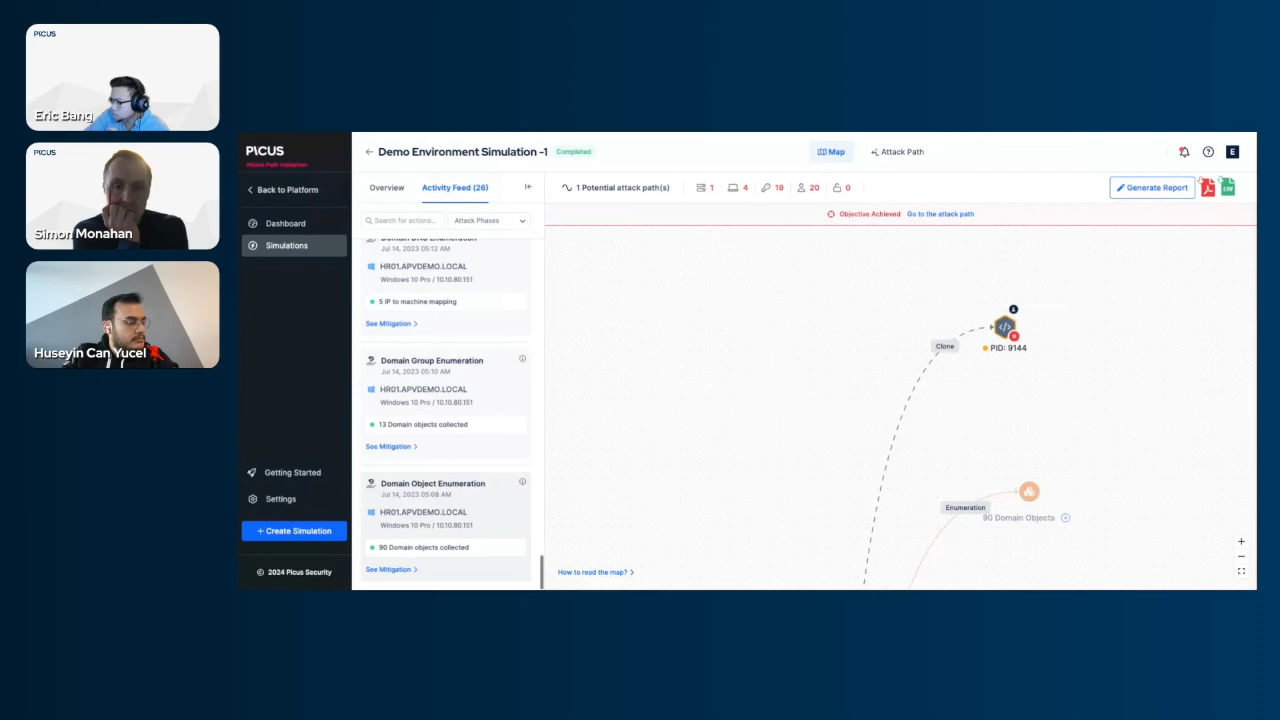 PICUS
Eric Bang
PICUS
Simon Monahan
Huseyin Can Yucel
PICUS
Attack Path Validation
Back to Platform
Dashboard
Simulations
Getting Started
Settings
+ Create Simulation
© 2024 Picus Security
Demo Environment Simulation -1 Completed
Map
Attack Path
E
Overview
Activity Feed (26)
1 Potential attack path(s)
1
4
19
20
0
Generate Report
CSV
Search for actions...
Attack Phases
Objective Achieved Go to the attack path
Domain DNS Enumeration
Jul 14, 2023 05:12 AM
HR01.APVDEMO.LOCAL
Windows 10 Pro / 10.10.80.151
5 IP to machine mapping
See Mitigation >
Domain Group Enumeration
Jul 14, 2023 05:10 AM
HR01.APVDEMO.LOCAL
Windows 10 Pro / 10.10.80.151
13 Domain objects collected
See Mitigation >
Domain Object Enumeration
Jul 14, 2023 05:08 AM
HR01.APVDEMO.LOCAL
Windows 10 Pro / 10.10.80.151
90 Domain objects collected
See Mitigation >
Clone
PID: 9144
Enumeration
90 Domain Objects
How to read the map? >